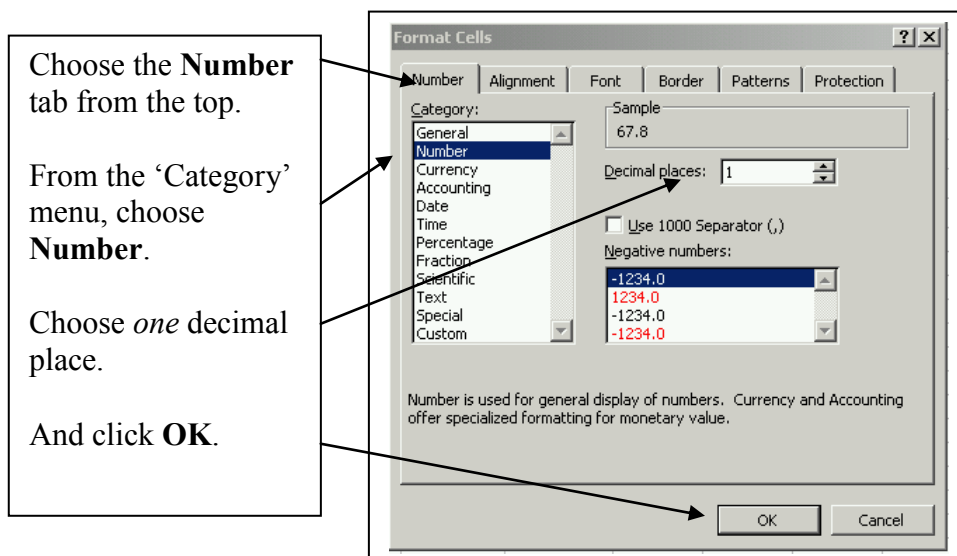 Choose the Number
tab from the top.
From the ‘Category’
menu, choose
Number.
Choose one decimal
place.
And click OK.
Format Cells
Number
Alignment
Font
Border
Patterns
Protection
Category:
General
Number
Currency
Accounting
Date
Time
Percentage
Fraction
Scientific
Text
Special
Custom
Sample
67.8
Decimal places: 1
Use 1000 Separator (,)
Negative numbers:
-1234.0
1234.0
-1234.0
-1234.0
Number is used for general display of numbers. Currency and Accounting
offer specialized formatting for monetary value.
OK
Cancel